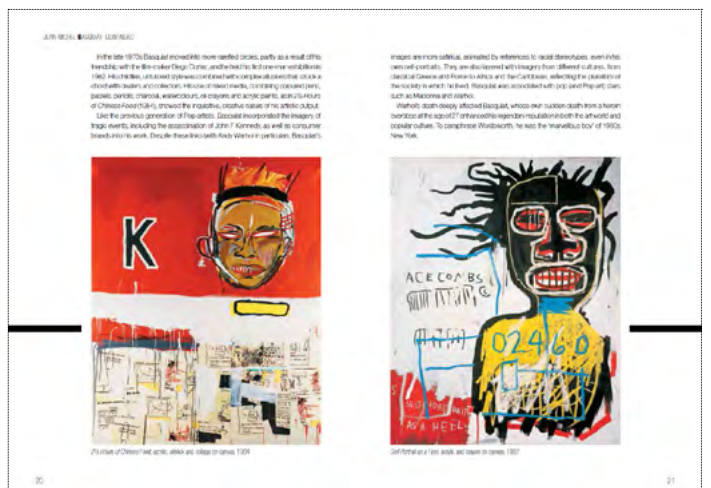 JEAN-MICHEL BASQUIAT
In the late 1970s Basquiat moved into more rarefied circles, partly as a result of his
friendship with the film-maker Diego Cortez, and he held his first one-man exhibition in
1982. His childlike, untutored style was combined with complex allusions that struck a
chord with dealers and collectors. His use of mixed media, combining coloured pens,
pastels, pencils, charcoal, watercolours, oil crayons, and acrylic paints, as in 2½ Hours
of Chinese Food (1984), showed the inquisitive, creative nature of his artistic output.
Like the previous generation of Pop artists, Basquiat incorporated the imagery of
tragic events, including the assassination of John F. Kennedy, as well as consumer
brands into his work. Despite these links (with Andy Warhol in particular), Basquiat's
K
2½ Hours of Chinese Food, acrylic, oilstick and collage on canvas, 1984
20
images are more satirical, animated by references to racial stereotypes, even in his
own self-portraits. They are also layered with imagery from different cultures, from
classical Greece and Rome to Africa and the Caribbean, reflecting the pluralism of
the society in which he lived. Basquiat was associated with pop (and Pop art) stars
such as Madonna and Warhol.
Warhol's death deeply affected Basquiat, whose own sudden death from a heroin
overdose at the age of 27 enhanced his legendary reputation in both the art world and
popular culture. To paraphrase Wordsworth, he was the 'marvellous boy' of 1980s
New York.
ACE COMBS
02460
AS A HEEL
Self-Portrait as a Heel, acrylic and oilstick on canvas, 1982
21